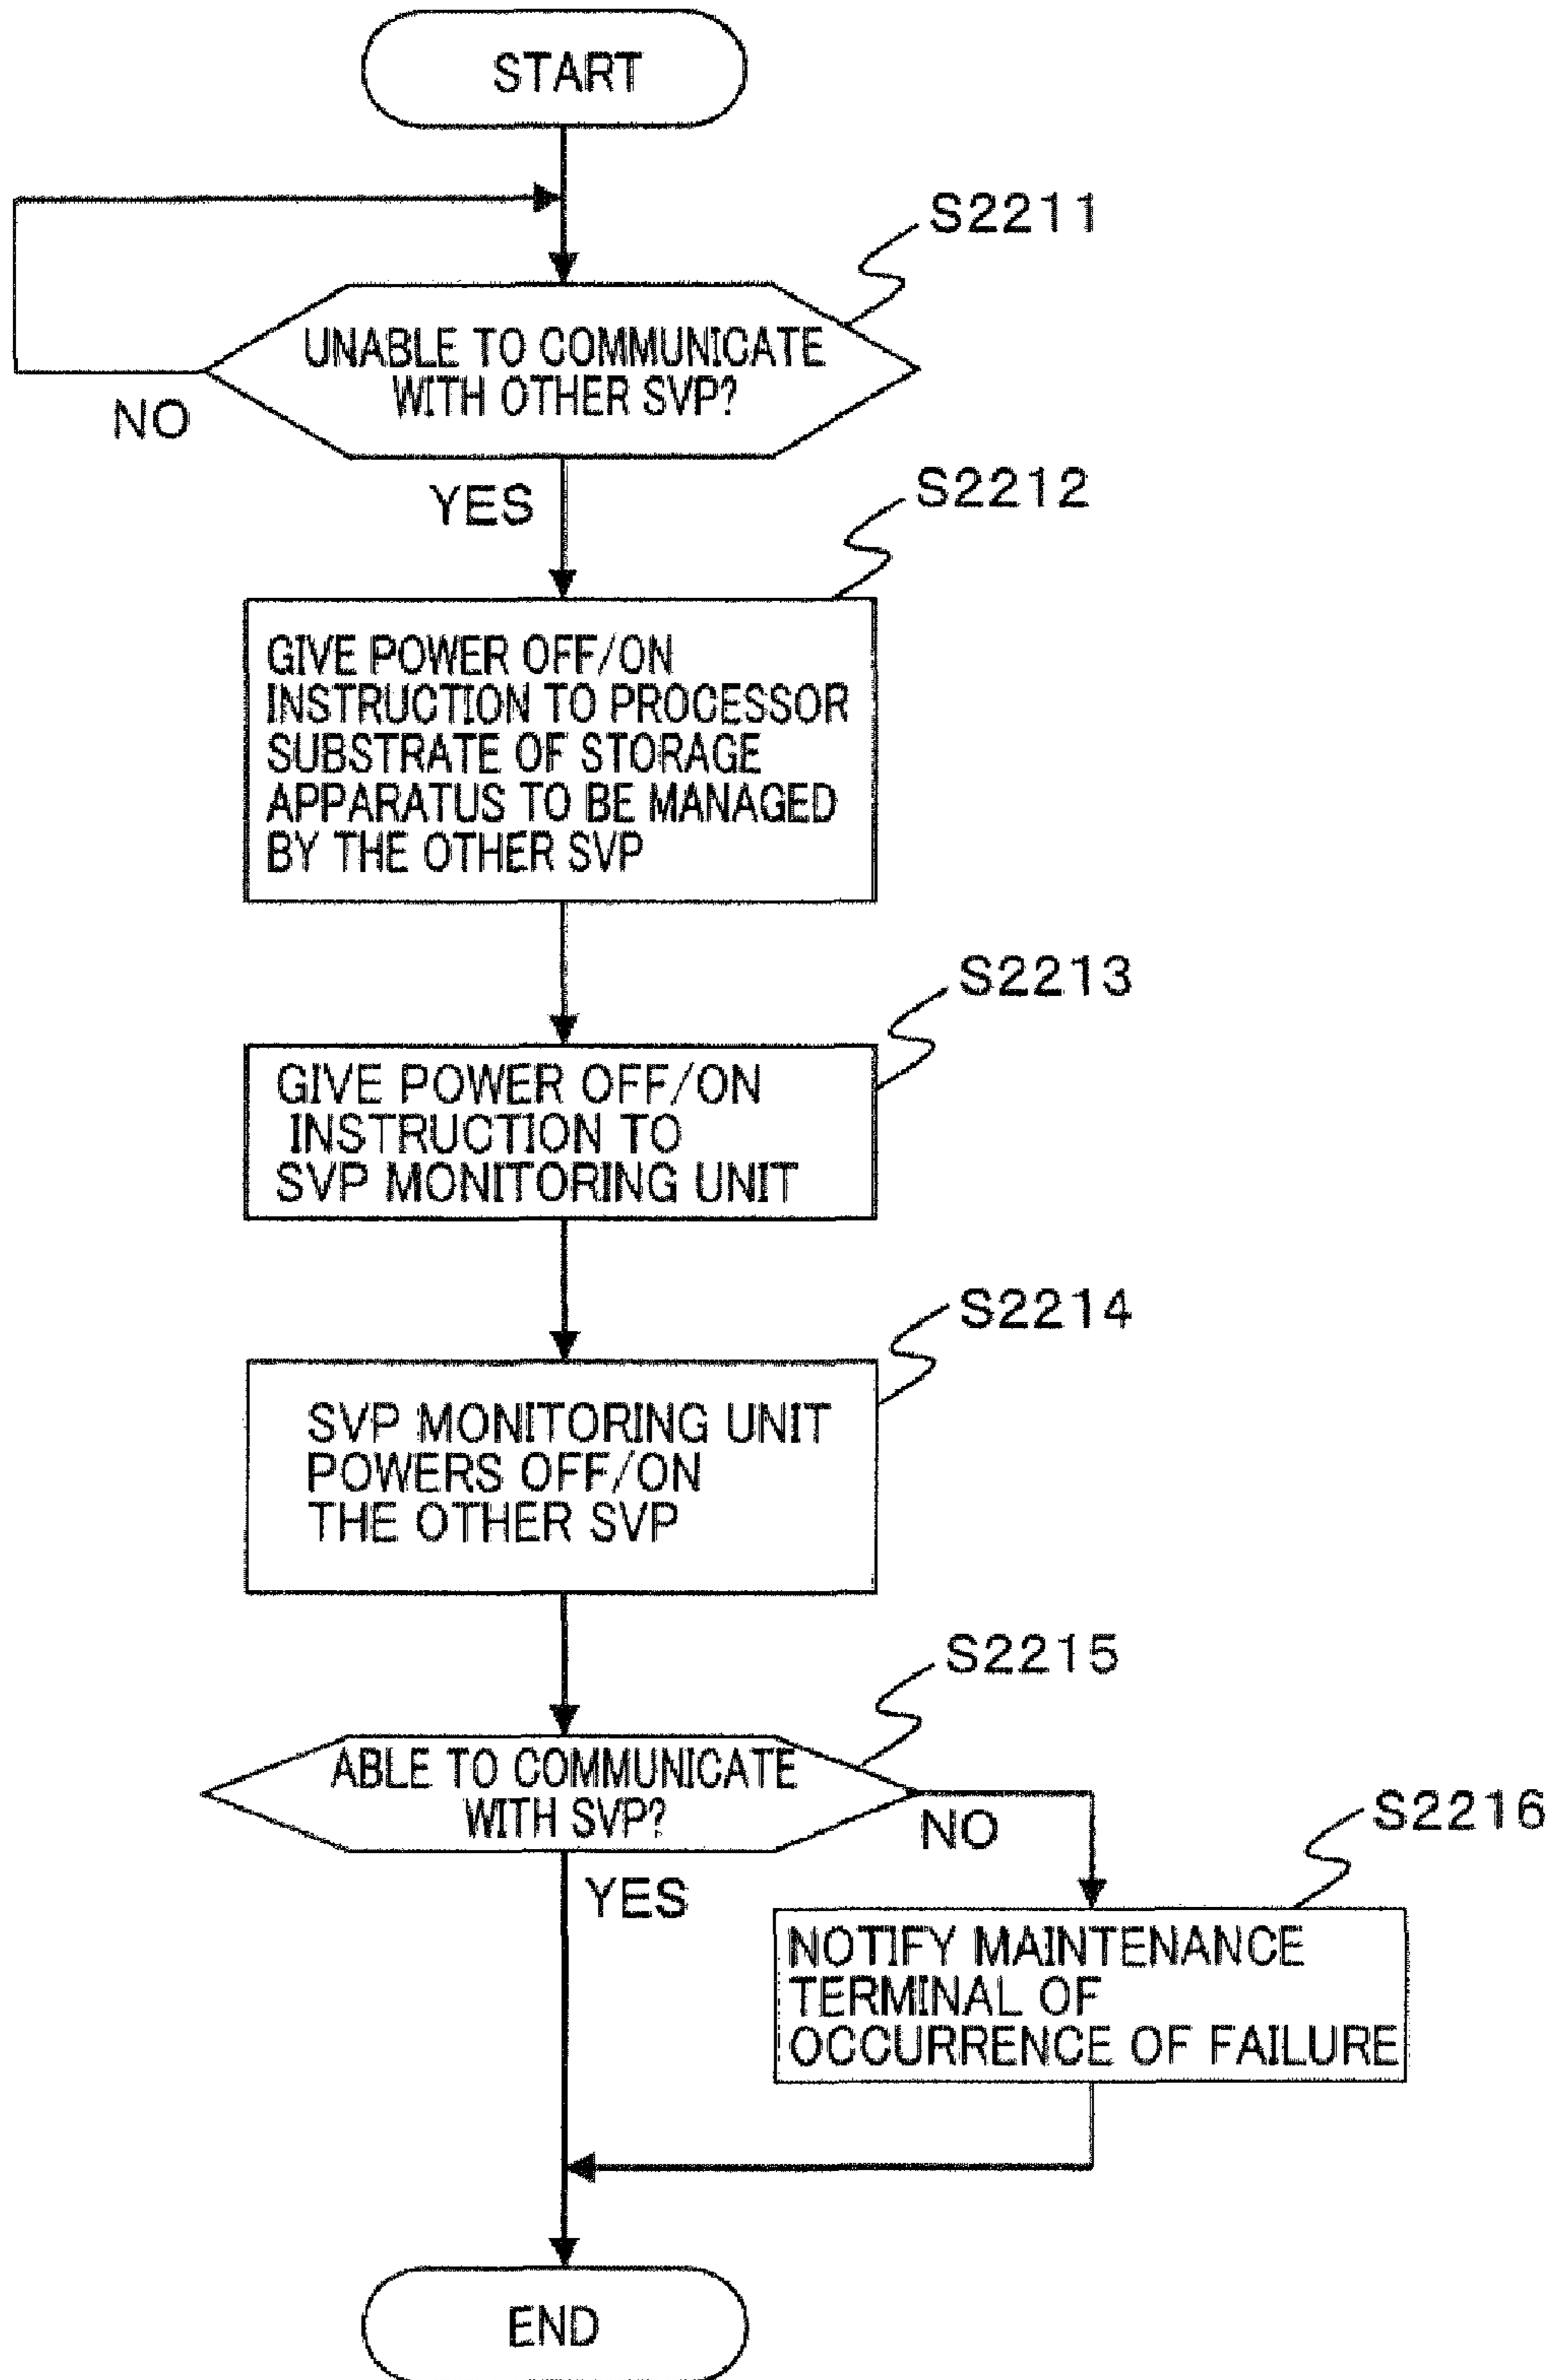 START
S2211
UNABLE TO COMMUNICATE
WITH OTHER SVP?
NO
YES
S2212
GIVE POWER OFF/ON
INSTRUCTION TO PROCESSOR
SUBSTRATE OF STORAGE
APPARATUS TO BE MANAGED
BY THE OTHER SVP
S2213
GIVE POWER OFF/ON
INSTRUCTION TO
SVP MONITORING UNIT
S2214
SVP MONITORING UNIT
POWERS OFF/ON
THE OTHER SVP
S2215
ABLE TO COMMUNICATE
WITH SVP?
NO
S2216
YES
NOTIFY MAINTENANCE
TERMINAL OF
OCCURRENCE OF FAILURE
END